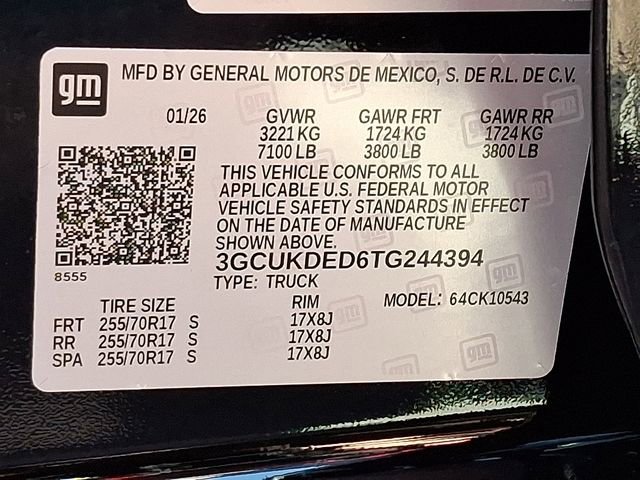 gm
MFD BY GENERAL MOTORS DE MEXICO, S. DE R.L. DE C.V.
01/26 GVWR GAWR FRT GAWR RR
3221 KG 1724 KG 1724 KG
7100 LB 3800 LB 3800 LB
THIS VEHICLE CONFORMS TO ALL
APPLICABLE U.S. FEDERAL MOTOR
VEHICLE SAFETY STANDARDS IN EFFECT
ON THE DATE OF MANUFACTURE
SHOWN ABOVE.
3GCUKDED6TG244394
8555
TYPE: TRUCK
TIRE SIZE RIM MODEL: 64CK10543
FRT 255/70R17 S 17X8J
RR 255/70R17 S 17X8J
SPA 255/70R17 S 17X8J